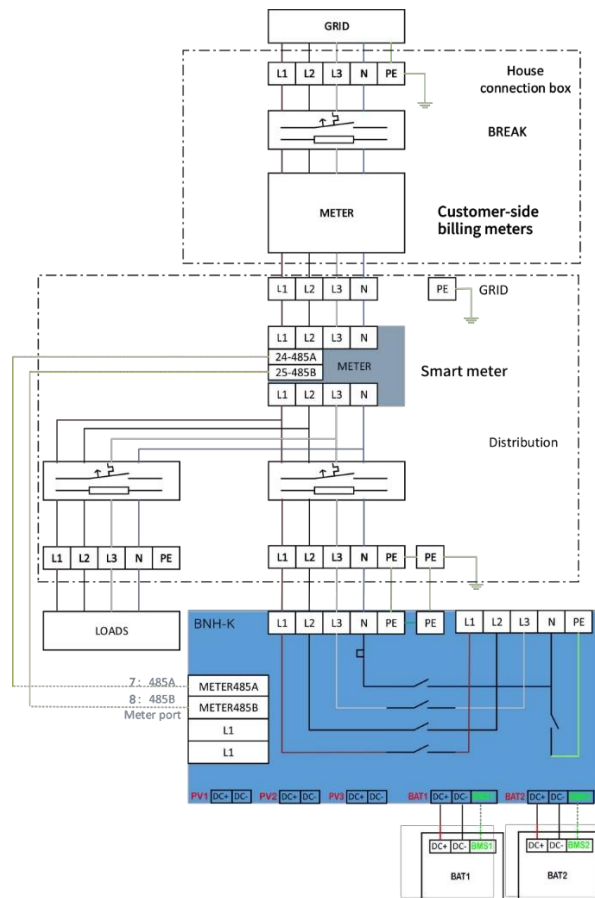 GRID
L1 L2 L3 N PE
House
connection box
BREAK
METER
Customer-side
billing meters
L1 L2 L3 N
PE
GRID
L1 L2 L3 N
24-485A
25-485B
METER
Smart meter
L1 L2 L3 N
Distribution
L1 L2 L3 N PE
L1 L2 L3 N PE
PE
LOADS
BNH-K
L1 L2 L3 N PE
PE
L1 L2 L3 N PE
7: 485A
8: 485B
Meter port
METER485A
METER485B
L1
L1
PV1 DC+ DC-
PV2 DC+ DC-
PV3 DC+ DC-
BAT1 DC+ DC-
BAT2 DC+ DC-
DC+ DC- BMS1
BAT1
DC+ DC- BMS2
BAT2